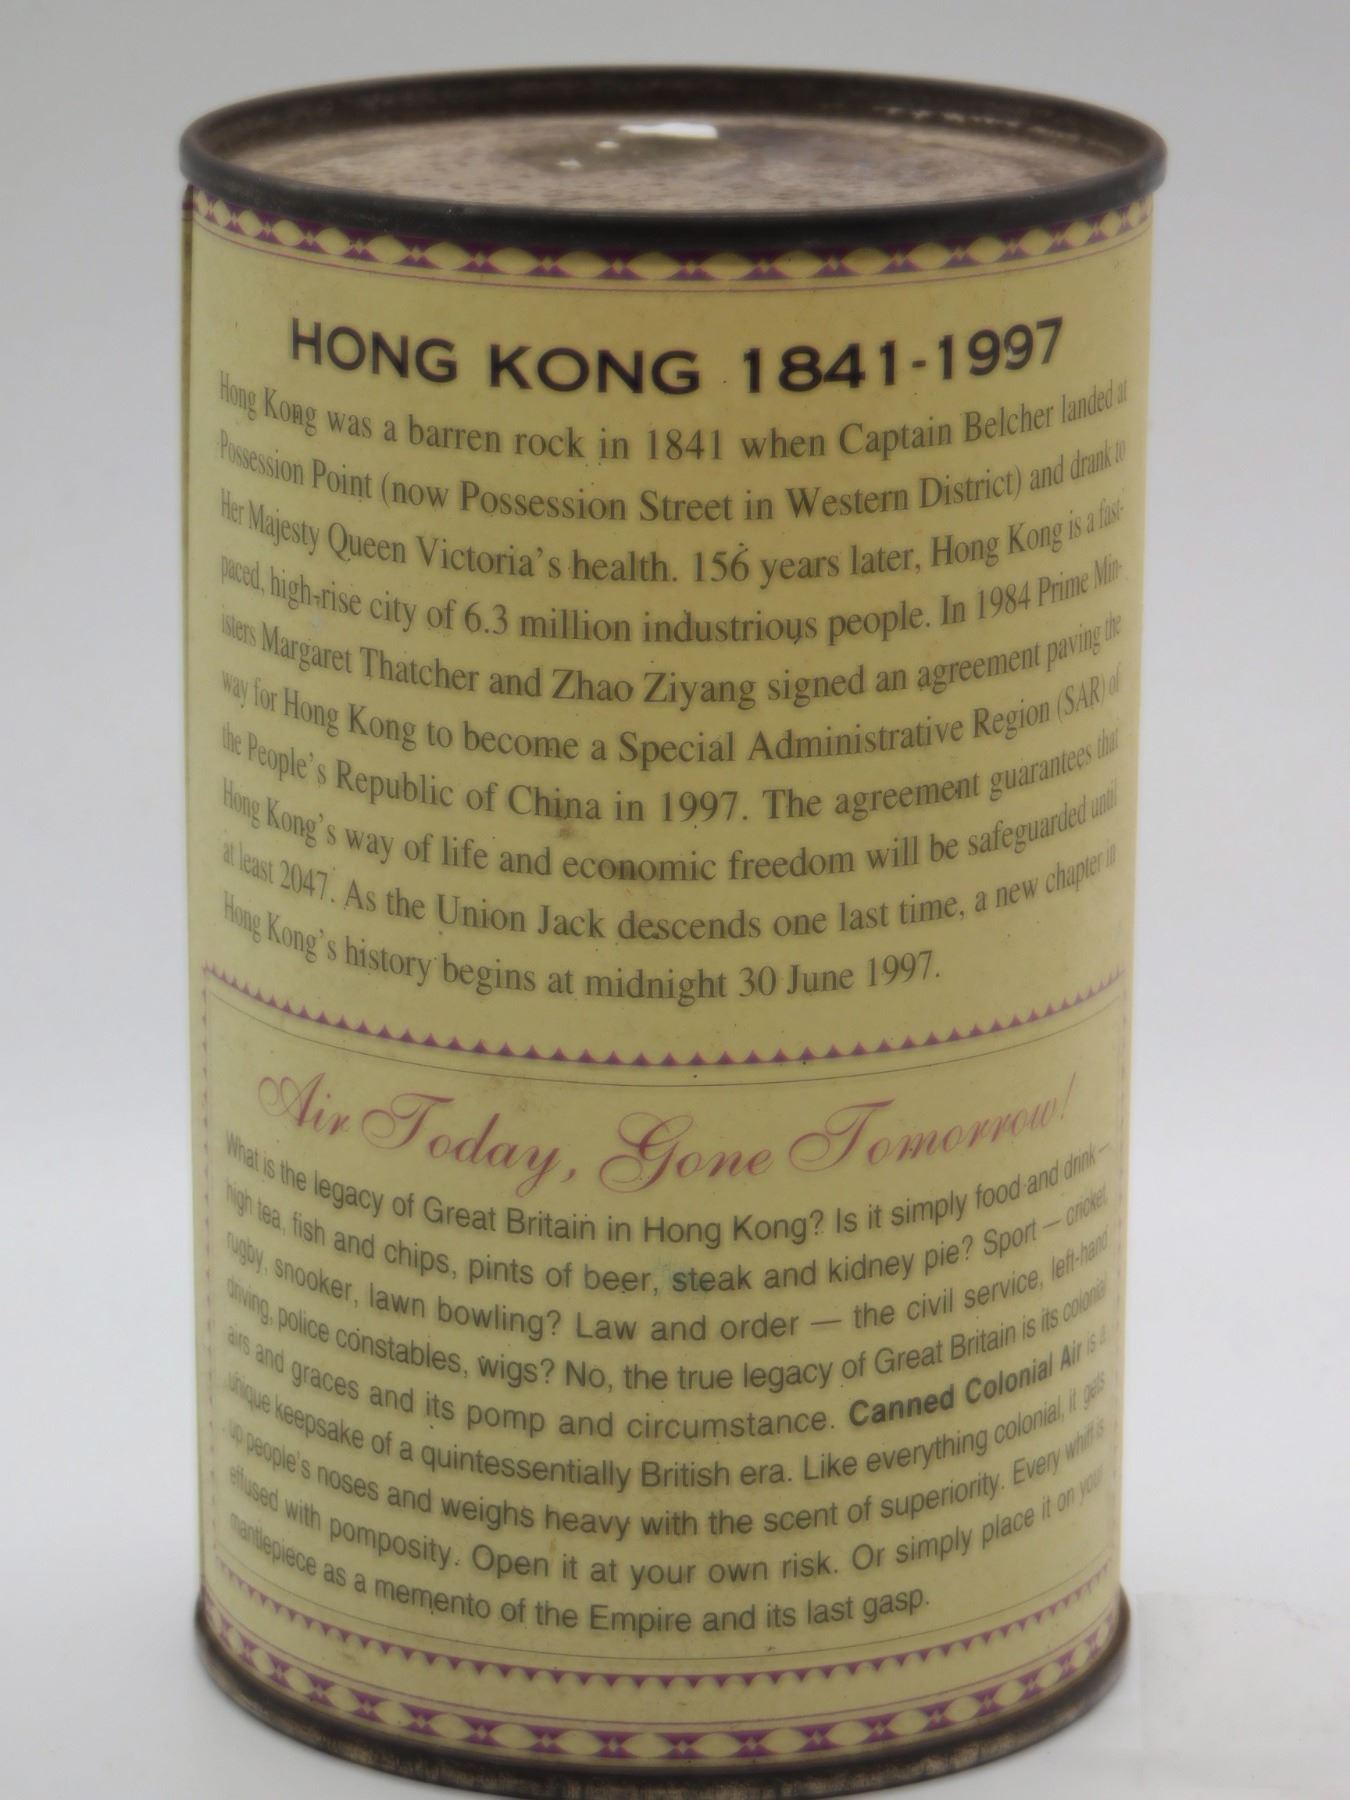 HONG KONG 1841-1997
Hong Kong was a barren rock in 1841 when Captain Belcher landed at
Possession Point (now Possession Street in Western District) and drank to
Her Majesty Queen Victoria's health. 156 years later, Hong Kong is a fast-
paced, high-rise city of 6.3 million industrious people. In 1984 Prime Min-
isters Margaret Thatcher and Zhao Ziyang signed an agreement paving the
way for Hong Kong to become a Special Administrative Region (SAR) of
the People's Republic of China in 1997. The agreement guarantees that
Hong Kong's way of life and economic freedom will be safeguarded until
at least 2047. As the Union Jack descends one last time, a new chapter in
Hong Kong's history begins at midnight 30 June 1997.
Air Today, Gone Tomorrow!
What is the legacy of Great Britain in Hong Kong? Is it simply food and drink —
high tea, fish and chips, pints of beer, steak and kidney pie? Sport — cricket,
rugby, snooker, lawn bowling? Law and order — the civil service, left-hand
driving, police constables, wigs? No, the true legacy of Great Britain is its colonial
airs and graces and its pomp and circumstance. Canned Colonial Air is a
unique keepsake of a quintessentially British era. Like everything colonial, it gets
up people's noses and weighs heavy with the scent of superiority. Every whiff is
effused with pomposity. Open it at your own risk. Or simply place it on your
mantlepiece as a memento of the Empire and its last gasp.